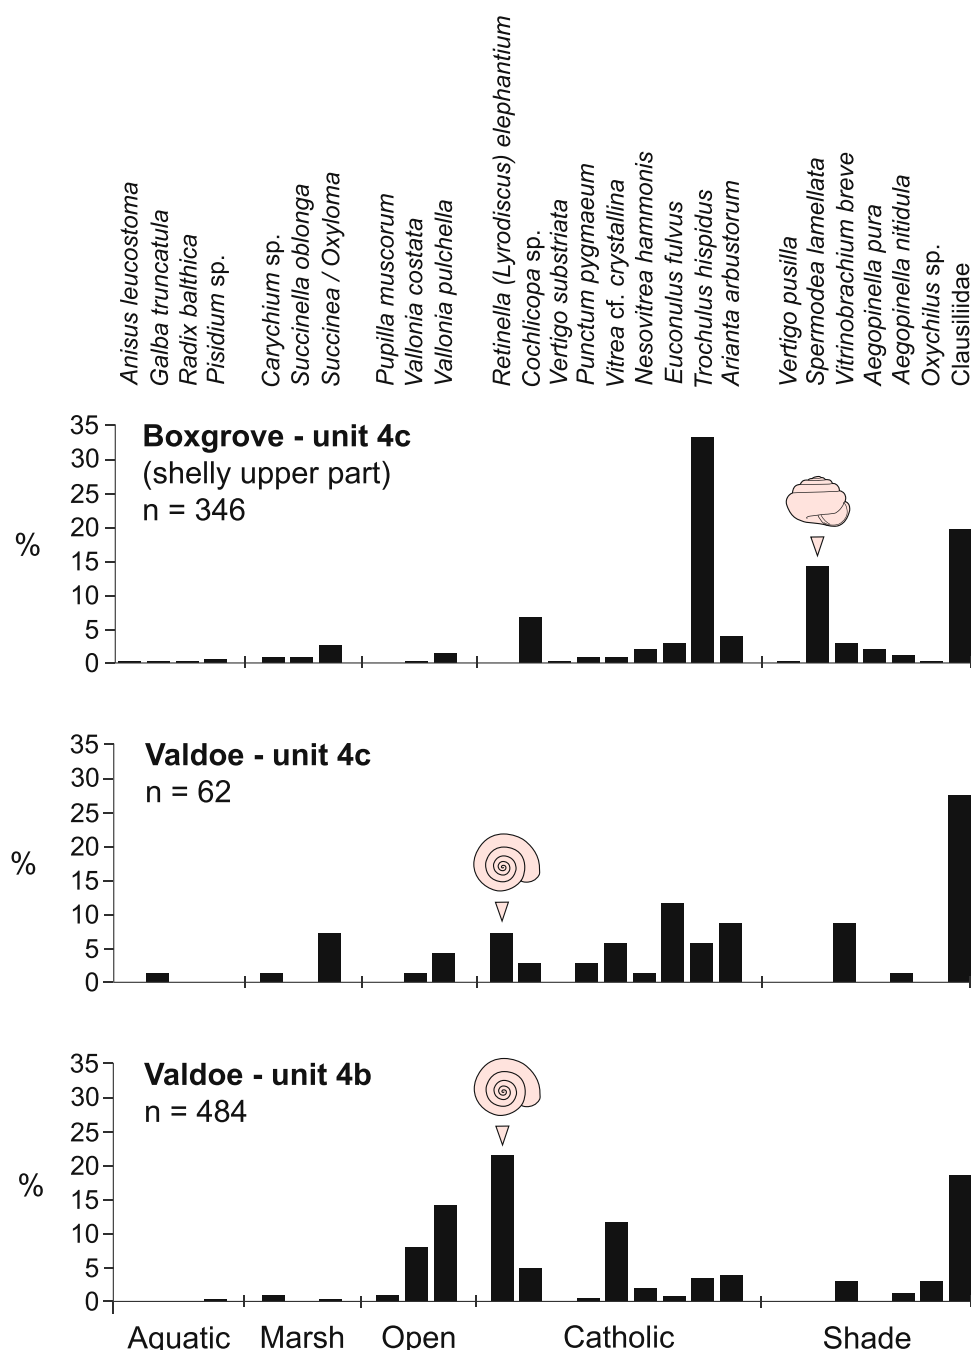 Anisus leucostoma
Galba truncatula
Radix balthica
Pisidium sp.
Carychium sp.
Succinella oblonga
Succinea / Oxyloma
Pupilla muscorum
Vallonia costata
Vallonia pulchella
Retinella (Lyrodiscus) elephantium
Cochlicopa sp.
Vertigo substriata
Punctum pygmaeum
Vitrea cf. crystallina
Nesovitrea hammonis
Euconulus fulvus
Trochulus hispidus
Arianta arbustorum
Vertigo pusilla
Spermodea lamellata
Vitrinobrachium breve
Aegopinella pura
Aegopinella nitidula
Oxychilus sp.
Clausiliidae
Boxgrove - unit 4c
(shelly upper part)
n = 346
%
35
30
25
20
15
10
5
0
Valdoe - unit 4c
n = 62
%
35
30
25
20
15
10
5
0
Valdoe - unit 4b
n = 484
%
35
30
25
20
15
10
5
0
Aquatic
Marsh
Open
Catholic
Shade